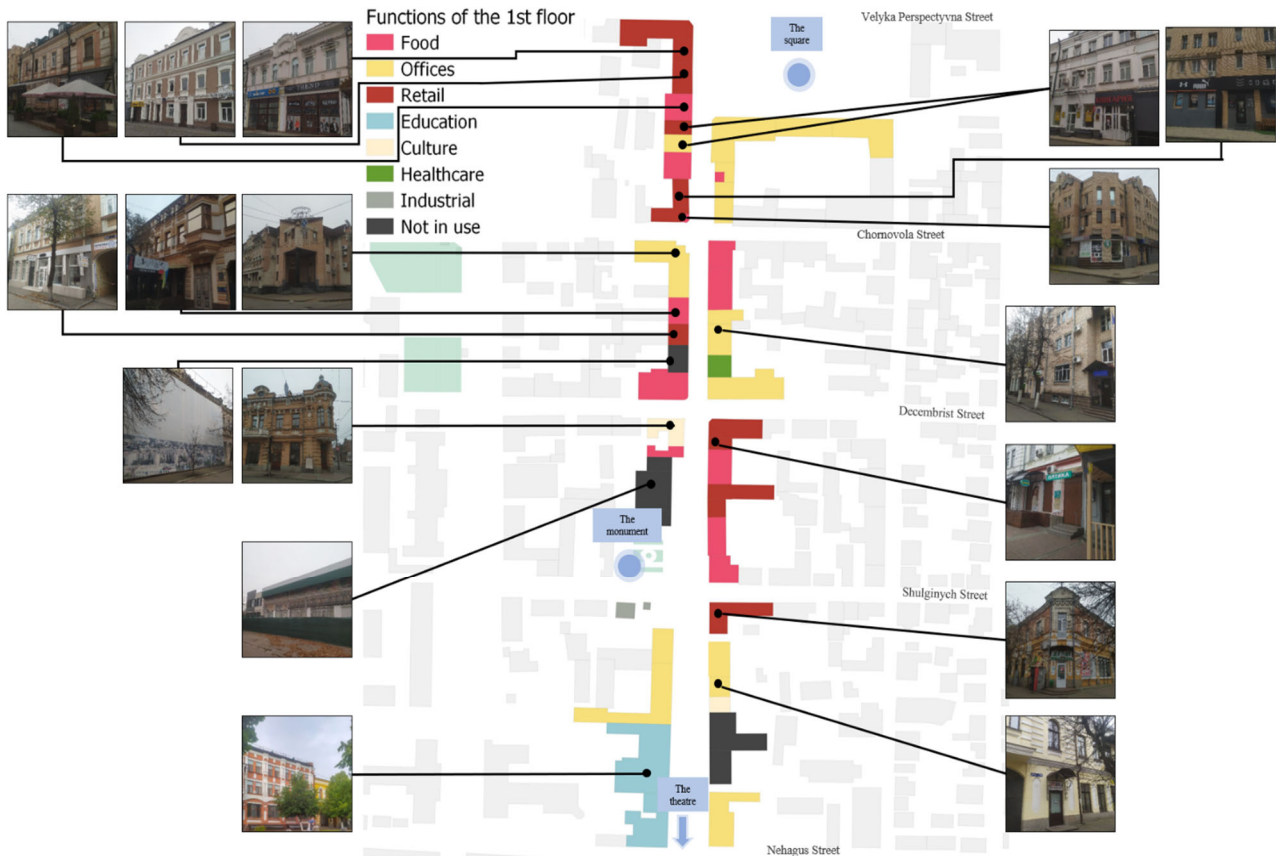 Functions of the 1st floor
Food
Offices
Retail
Education
Culture
Healthcare
Industrial
Not in use
Velyka Perspectyvna Street
The
square
Chornovola Street
Decembrist Street
The
monument
Shulginych Street
The
theatre
Nehagus Street